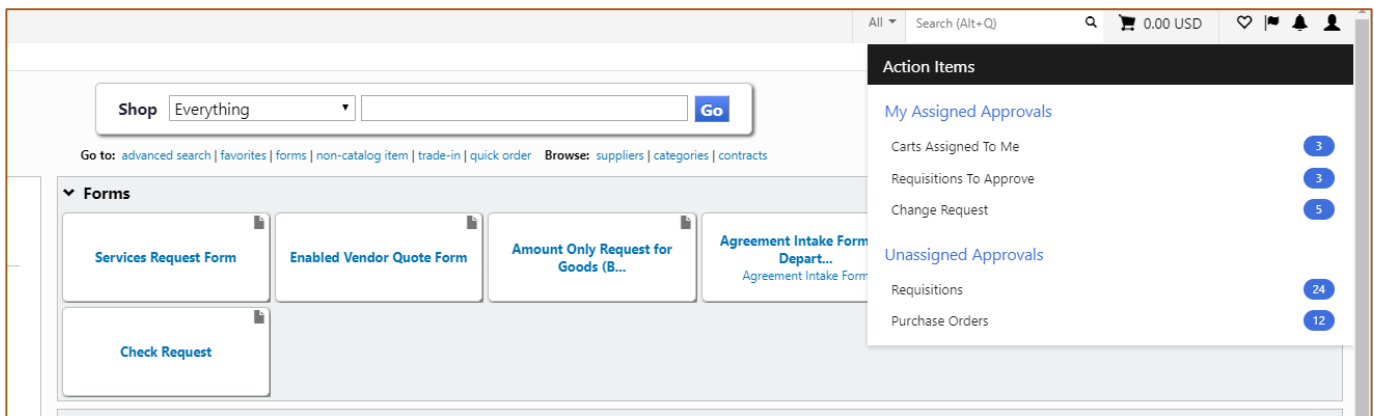 All Search (Alt+Q) 0.00 USD
Action Items
Shop Everything Go
My Assigned Approvals
Carts Assigned To Me 3
Go to: advanced search | favorites | forms | non-catalog item | trade-in | quick order Browse: suppliers | categories | contracts
Requisitions To Approve 3
Forms
Change Request 5
Services Request Form
Enabled Vendor Quote Form
Amount Only Request for
Goods (B...
Agreement Intake Form
Depart...
Agreement Intake Form
Unassigned Approvals
Requisitions 24
Purchase Orders 12
Check Request